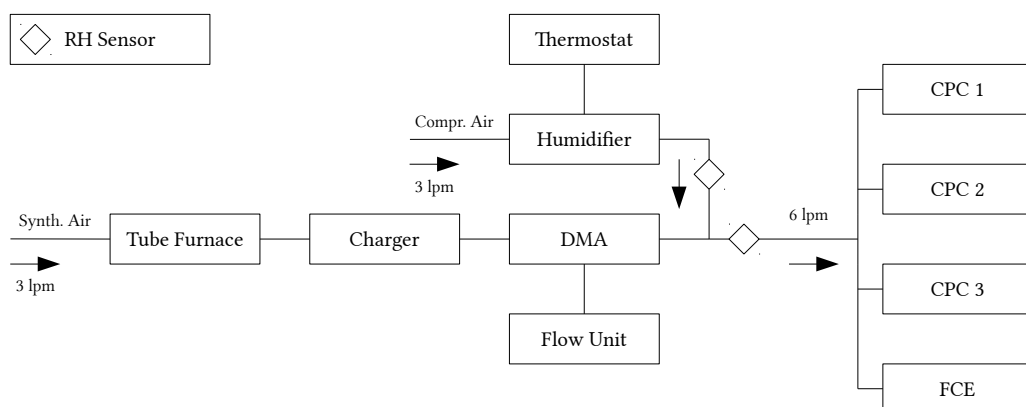 RH Sensor
Thermostat
CPC 1
Compr. Air
Humidifier
3 lpm
CPC 2
Synth. Air
6 lpm
Tube Furnace
Charger
DMA
3 lpm
CPC 3
Flow Unit
FCE